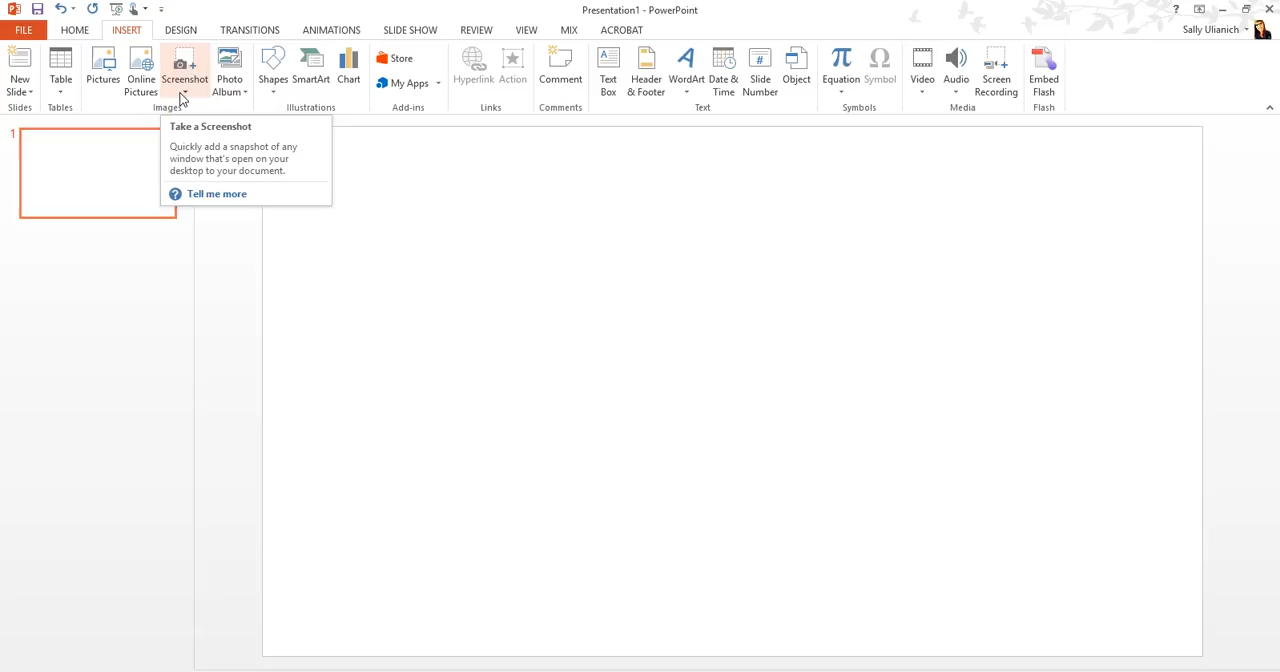 Presentation1 - PowerPoint
?
FILE HOME INSERT DESIGN TRANSITIONS ANIMATIONS SLIDE SHOW REVIEW VIEW MIX ACROBAT
Sally Ulianich
New Slide
Table
Pictures
Online Pictures
Screenshot
Photo Album
Shapes
SmartArt
Chart
Store
My Apps
Hyperlink
Action
Comment
Text Box
Header & Footer
WordArt
Date & Time
Slide Number
Object
Equation
Symbol
Video
Audio
Screen Recording
Embed Flash
Slides Tables Images Illustrations Add-ins Links Comments Text Symbols Media Flash
1
Take a Screenshot
Quickly add a snapshot of any
window that's open on your
desktop to your document.
? Tell me more